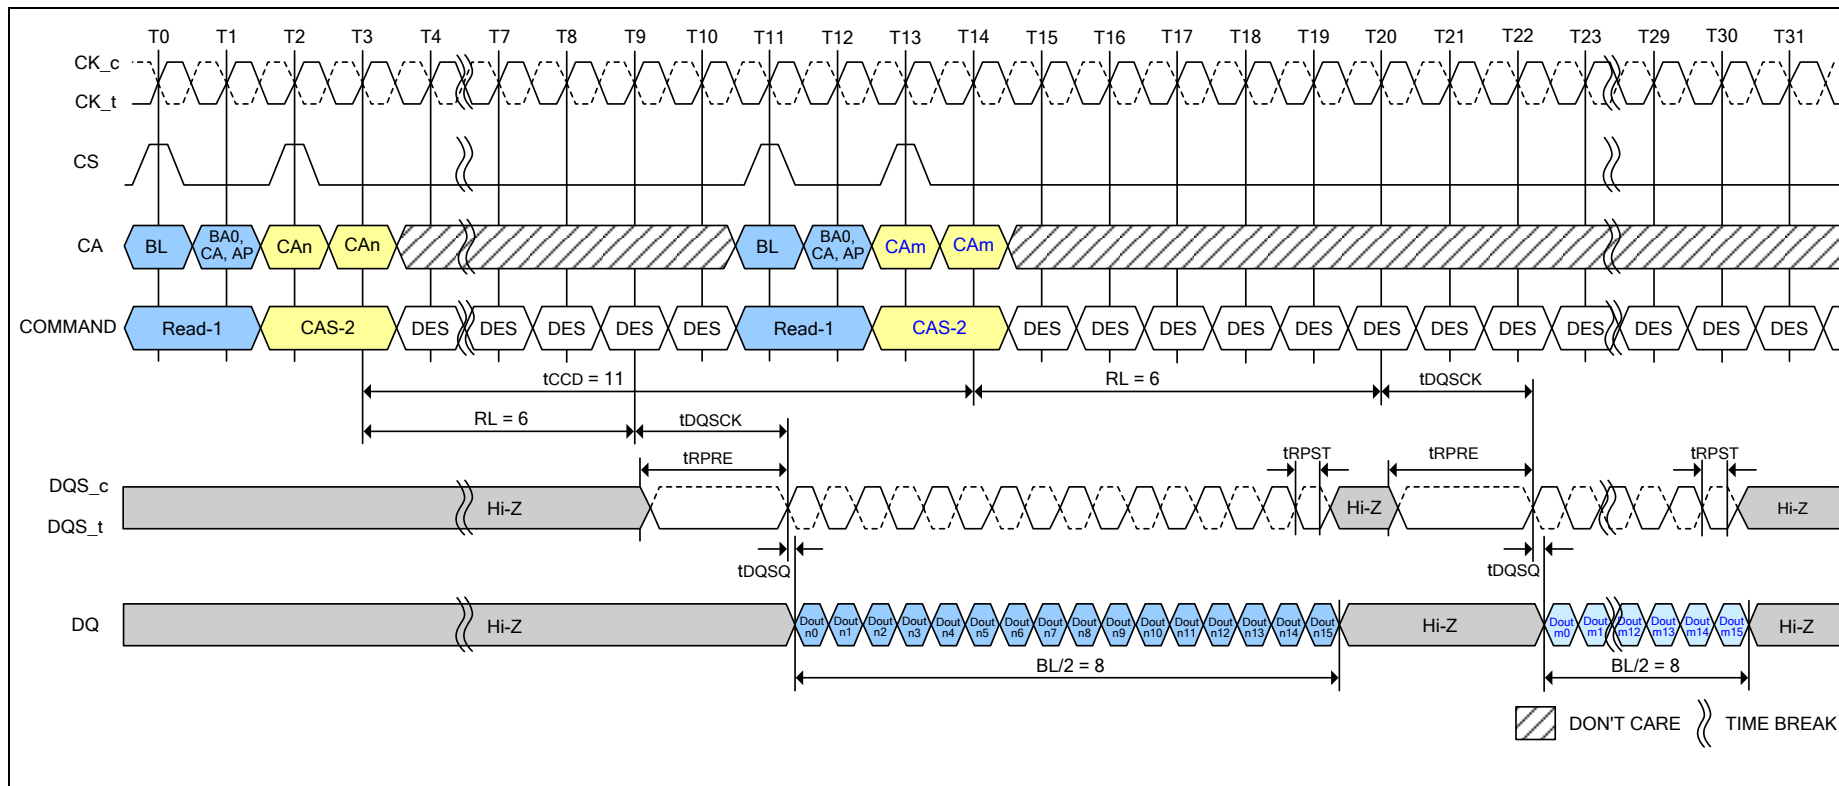 T0 T1 T2 T3 T4 T7 T8 T9 T10 T11 T12 T13 T14 T15 T16 T17 T18 T19 T20 T21 T22 T23 T29 T30 T31
CK_c
CK_t
CS
CA BL BA0, CA, AP CAn CAn BL BA0, CA, AP CAm CAm
COMMAND Read-1 CAS-2 DES DES DES DES DES Read-1 CAS-2 DES DES DES DES DES DES DES DES DES DES DES DES
tCCD = 11 RL = 6 tDQSCK
RL = 6 tDQSCK
tRPRE tRPST tRPRE tRPST
DQS_c
Hi-Z Hi-Z Hi-Z
DQS_t
tDQSQ tDQSQ
DQ Hi-Z Dout n0 Dout n1 Dout n2 Dout n3 Dout n4 Dout n5 Dout n6 Dout n7 Dout n8 Dout n9 Dout n10 Dout n11 Dout n12 Dout n13 Dout n14 Dout n15 Hi-Z Dout m0 Dout m1 Dout m12 Dout m13 Dout m14 Dout m15 Hi-Z
BL/2 = 8 BL/2 = 8
DON'T CARE TIME BREAK